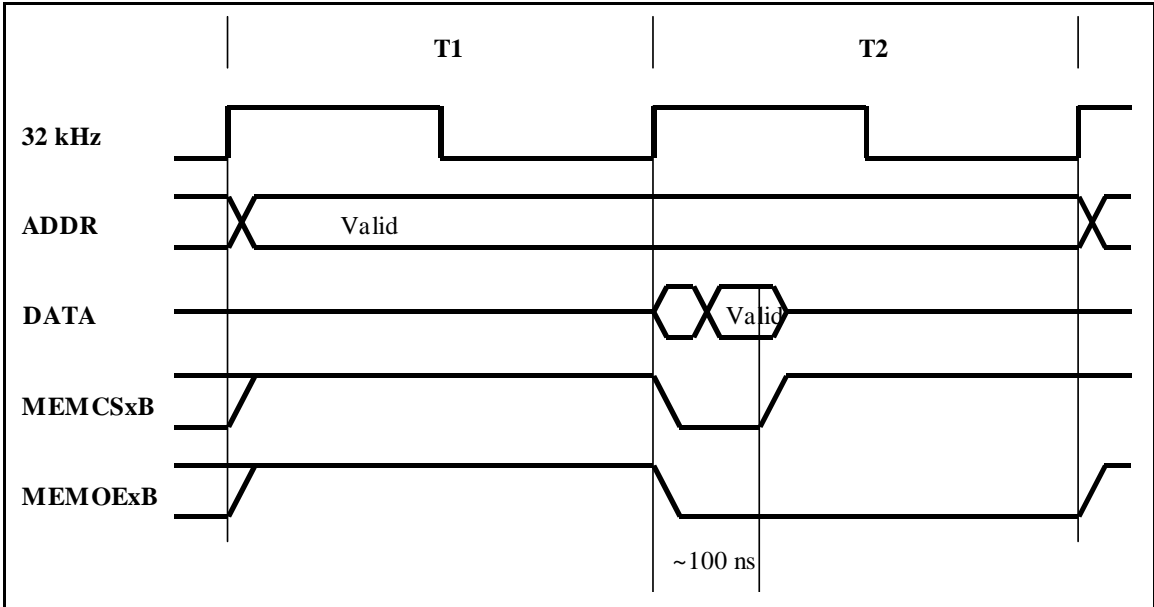 T1 T2
32 kHz
ADDR Valid
DATA Valid
MEMCSxB
MEMOExB
~100 ns